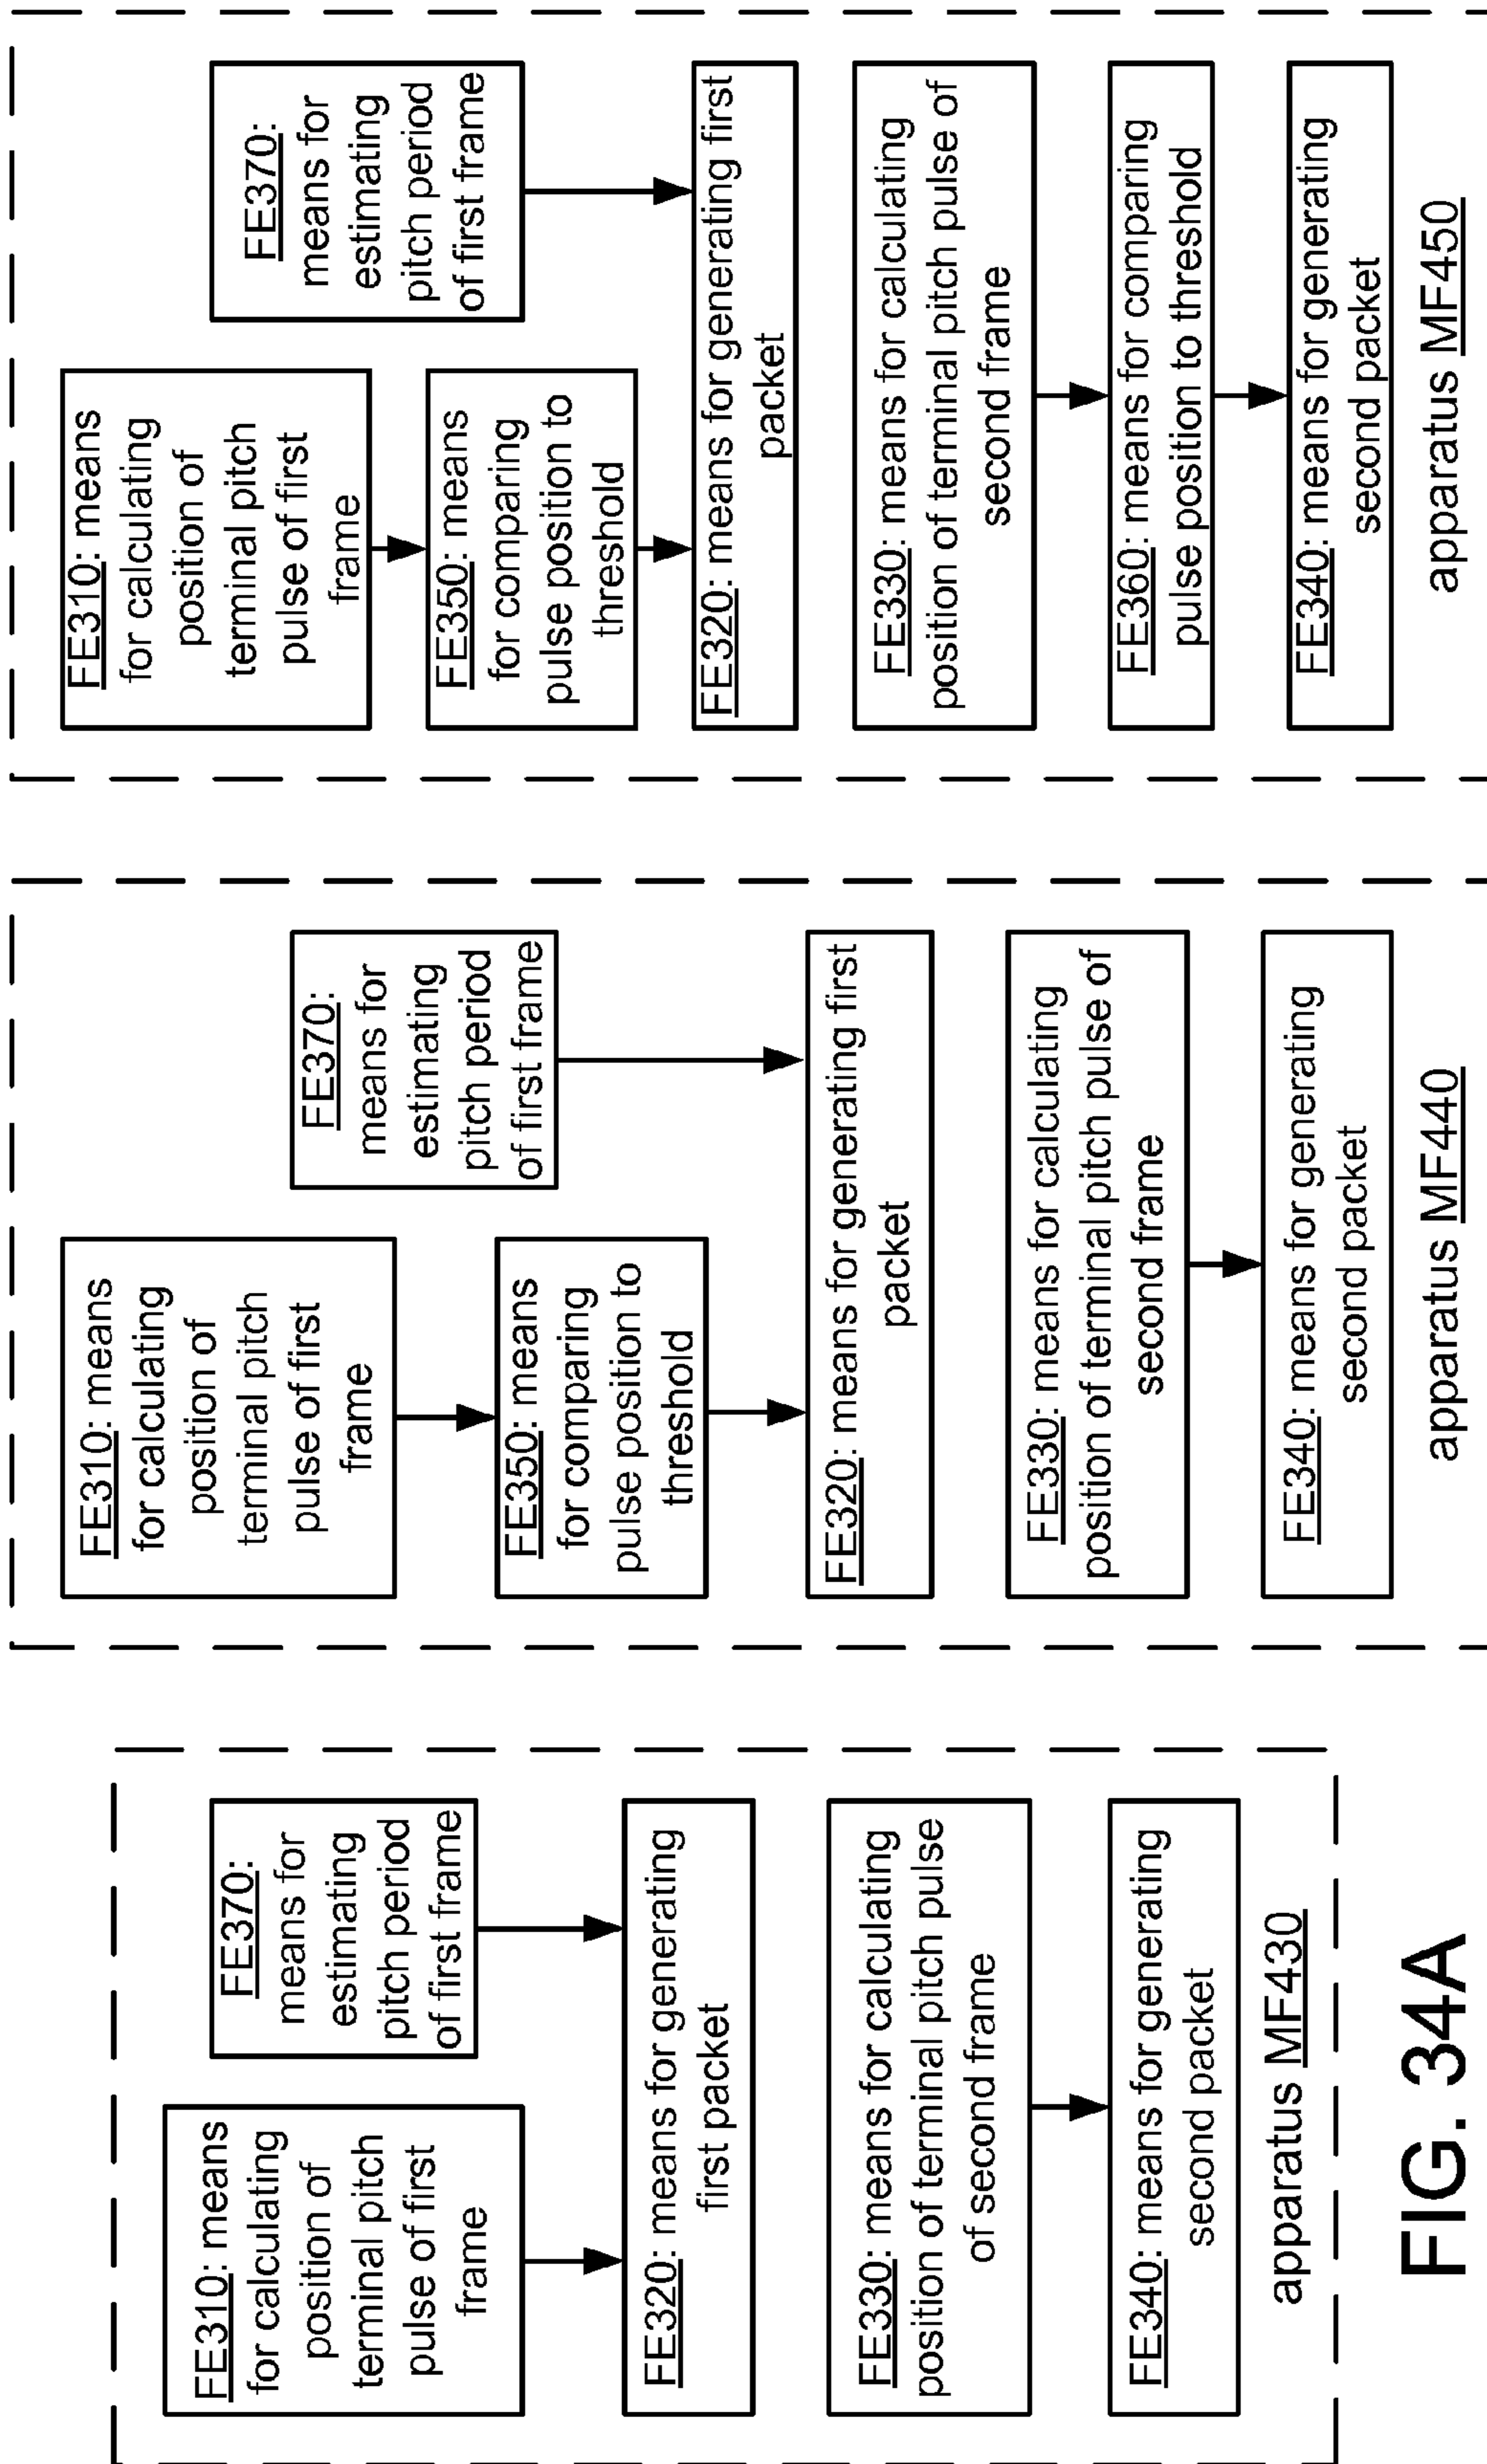 FE310: means
for calculating
position of
terminal pitch
pulse of first
frame
FE370:
means for
estimating
pitch period
of first frame
FE320: means for generating
first packet
FE330: means for calculating
position of terminal pitch pulse
of second frame
FE340: means for generating
second packet
apparatus MF430
FIG. 34A
FE310: means
for calculating
position of
terminal pitch
pulse of first
frame
FE370:
means for
estimating
pitch period
of first frame
FE350: means
for comparing
pulse position to
threshold
FE320: means for generating first
packet
FE330: means for calculating
position of terminal pitch pulse of
second frame
FE340: means for generating
second packet
apparatus MF440
FE310: means
for calculating
position of
terminal pitch
pulse of first
frame
FE370:
means for
estimating
pitch period
of first frame
FE350: means
for comparing
pulse position to
threshold
FE320: means for generating first
packet
FE330: means for calculating
position of terminal pitch pulse of
second frame
FE360: means for comparing
pulse position to threshold
FE340: means for generating
second packet
apparatus MF450